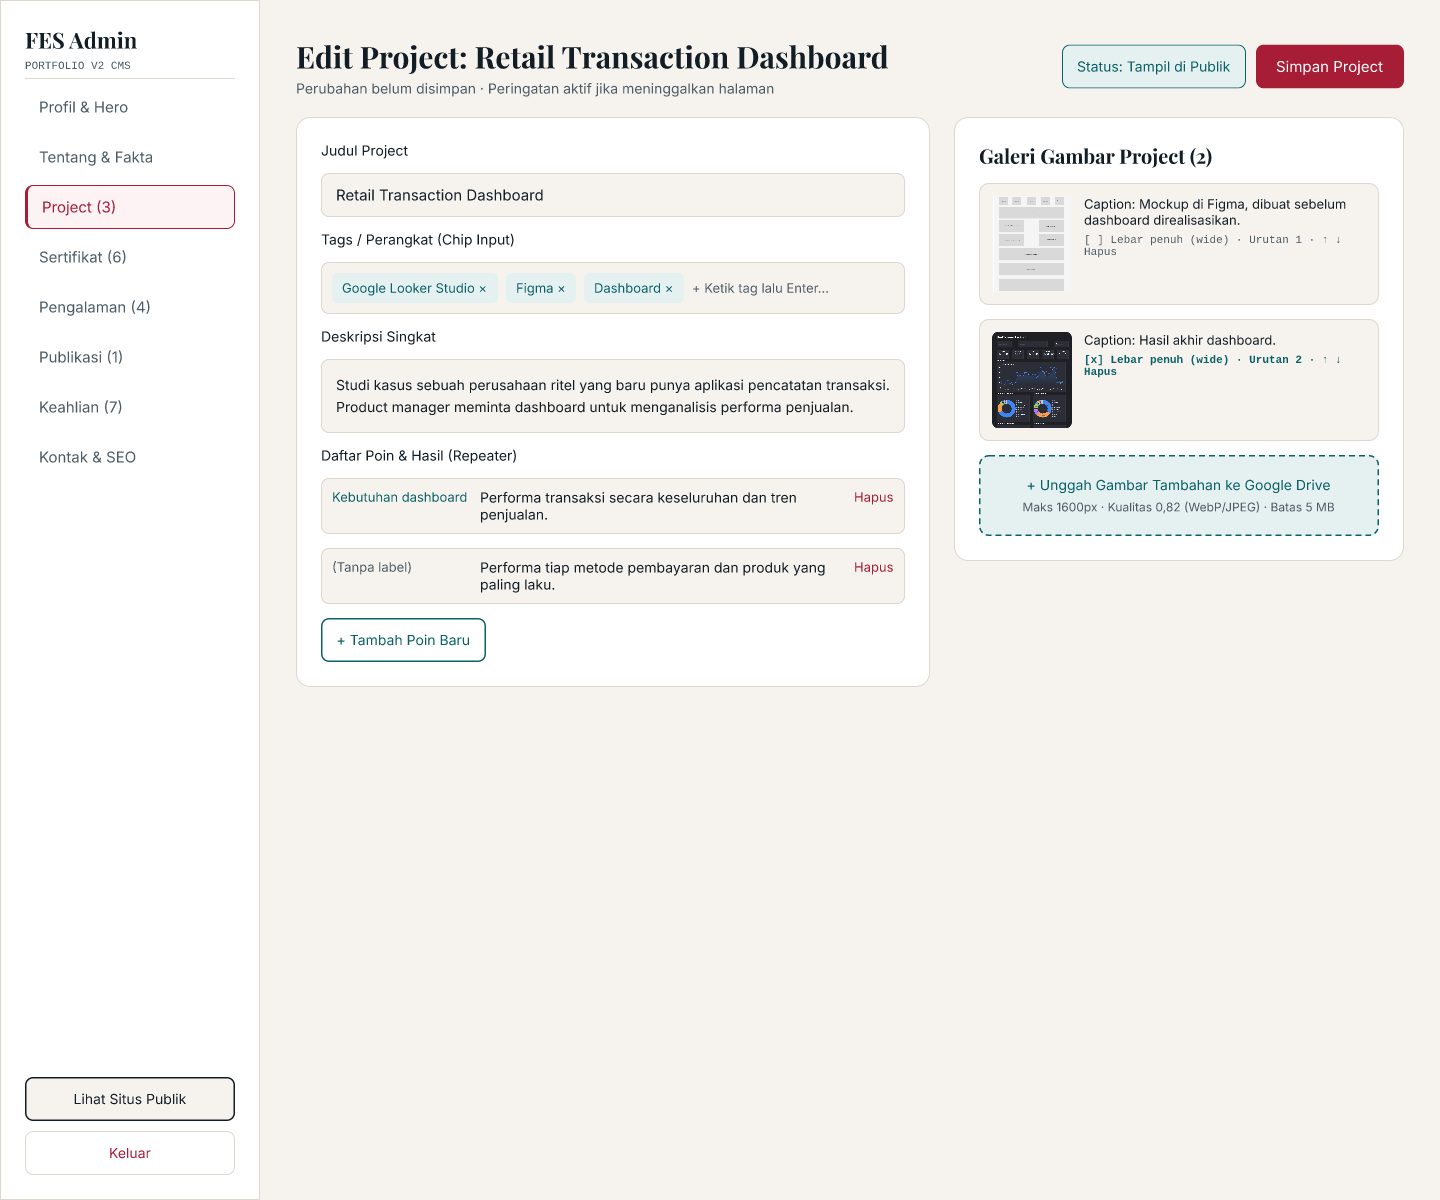 FES Admin
PORTFOLIO V2 CMS
Profil & Hero
Tentang & Fakta
Project (3)
Sertifikat (6)
Pengalaman (4)
Publikasi (1)
Keahlian (7)
Kontak & SEO
Lihat Situs Publik
Keluar
Edit Project: Retail Transaction Dashboard
Perubahan belum disimpan · Peringatan aktif jika meninggalkan halaman
Status: Tampil di Publik
Simpan Project
Judul Project
Retail Transaction Dashboard
Tags / Perangkat (Chip Input)
Google Looker Studio × Figma × Dashboard × + Ketik tag lalu Enter...
Deskripsi Singkat
Studi kasus sebuah perusahaan ritel yang baru punya aplikasi pencatatan transaksi.
Product manager meminta dashboard untuk menganalisis performa penjualan.
Daftar Poin & Hasil (Repeater)
Kebutuhan dashboard Performa transaksi secara keseluruhan dan tren Hapus
penjualan.
(Tanpa label) Performa tiap metode pembayaran dan produk yang Hapus
paling laku.
+ Tambah Poin Baru
Galeri Gambar Project (2)
Caption: Mockup di Figma, dibuat sebelum
dashboard direalisasikan.
[ ] Lebar penuh (wide) · Urutan 1 · ↑ ↓
Hapus
Caption: Hasil akhir dashboard.
[x] Lebar penuh (wide) · Urutan 2 · ↑ ↓
Hapus
+ Unggah Gambar Tambahan ke Google Drive
Maks 1600px · Kualitas 0,82 (WebP/JPEG) · Batas 5 MB